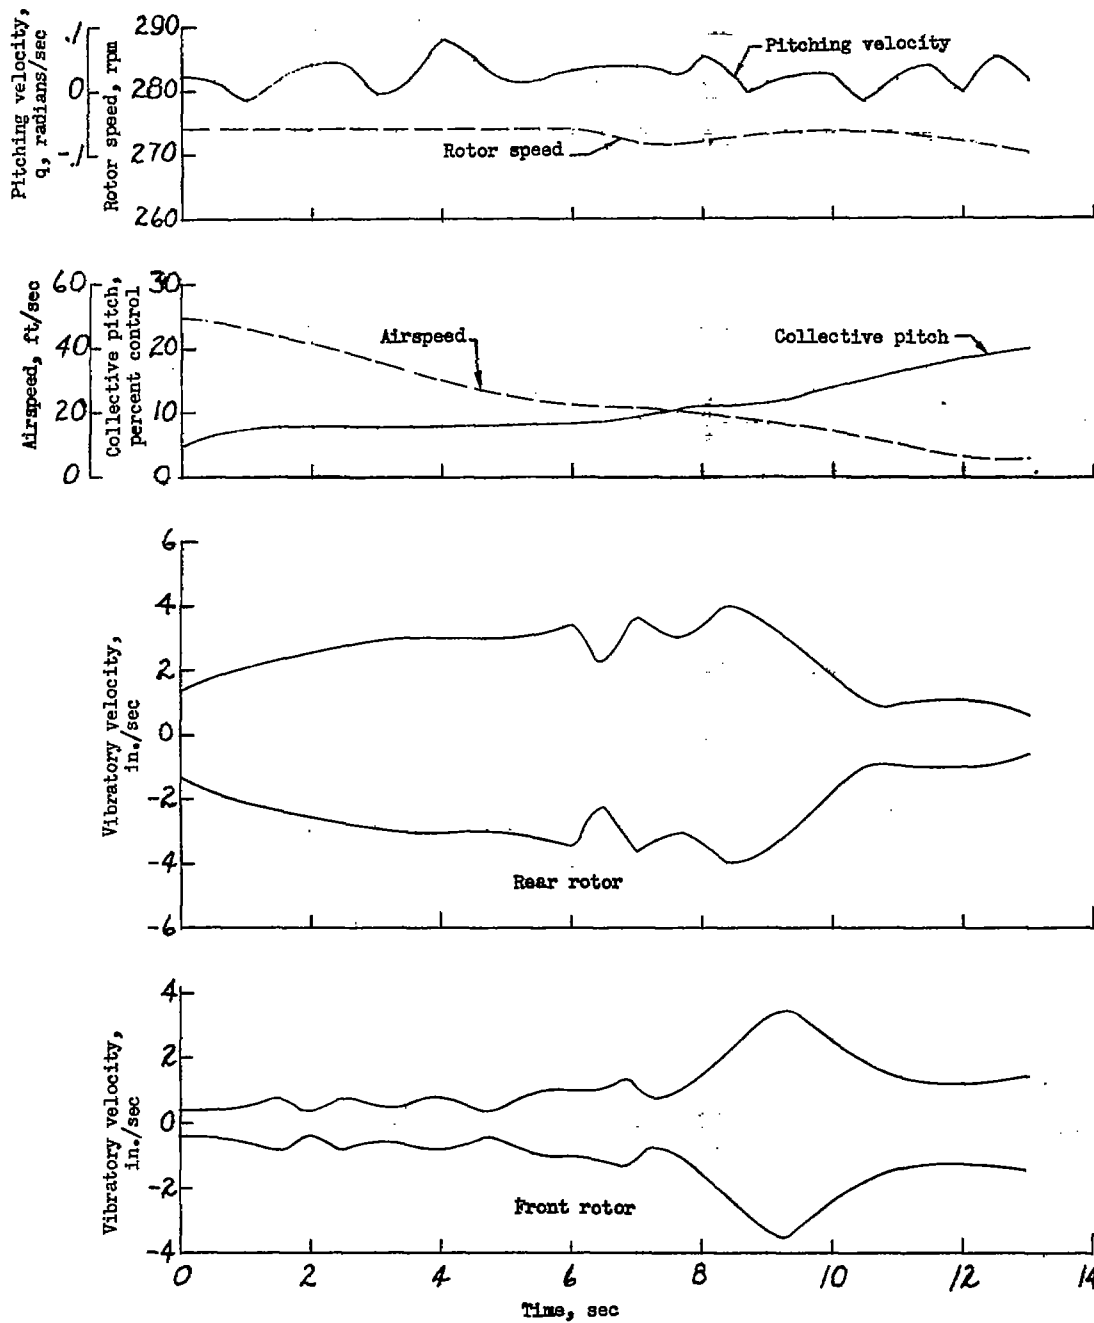 Pitching velocity,
q, radians/sec
.1
0
-.1
Rotor speed, rpm
290
280
270
260
Pitching velocity
Rotor speed
Airspeed, ft/sec
60
40
20
0
Collective pitch,
percent control
30
20
10
0
Airspeed
Collective pitch
Vibratory velocity,
in./sec
6
4
2
0
-2
-4
-6
Rear rotor
Vibratory velocity,
in./sec
4
2
0
-2
-4
Front rotor
0 2 4 6 8 10 12 14
Time, sec